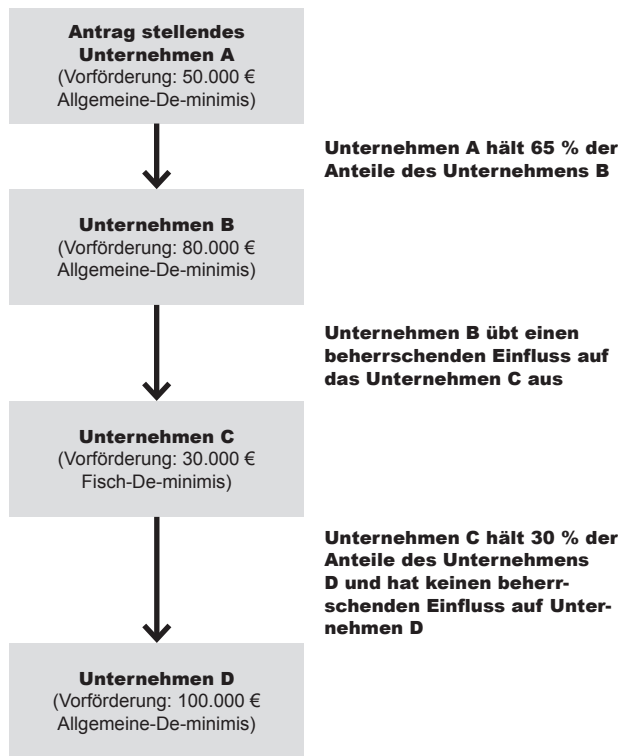 Antrag stellendes
Unternehmen A
(Vorförderung: 50.000 €
Allgemeine-De-minimis)
Unternehmen A hält 65 % der
Anteile des Unternehmens B
Unternehmen B
(Vorförderung: 80.000 €
Allgemeine-De-minimis)
Unternehmen B übt einen
beherrschenden Einfluss auf
das Unternehmen C aus
Unternehmen C
(Vorförderung: 30.000 €
Fisch-De-minimis)
Unternehmen C hält 30 % der
Anteile des Unternehmens
D und hat keinen beherr-
schenden Einfluss auf Unter-
nehmen D
Unternehmen D
(Vorförderung: 100.000 €
Allgemeine-De-minimis)